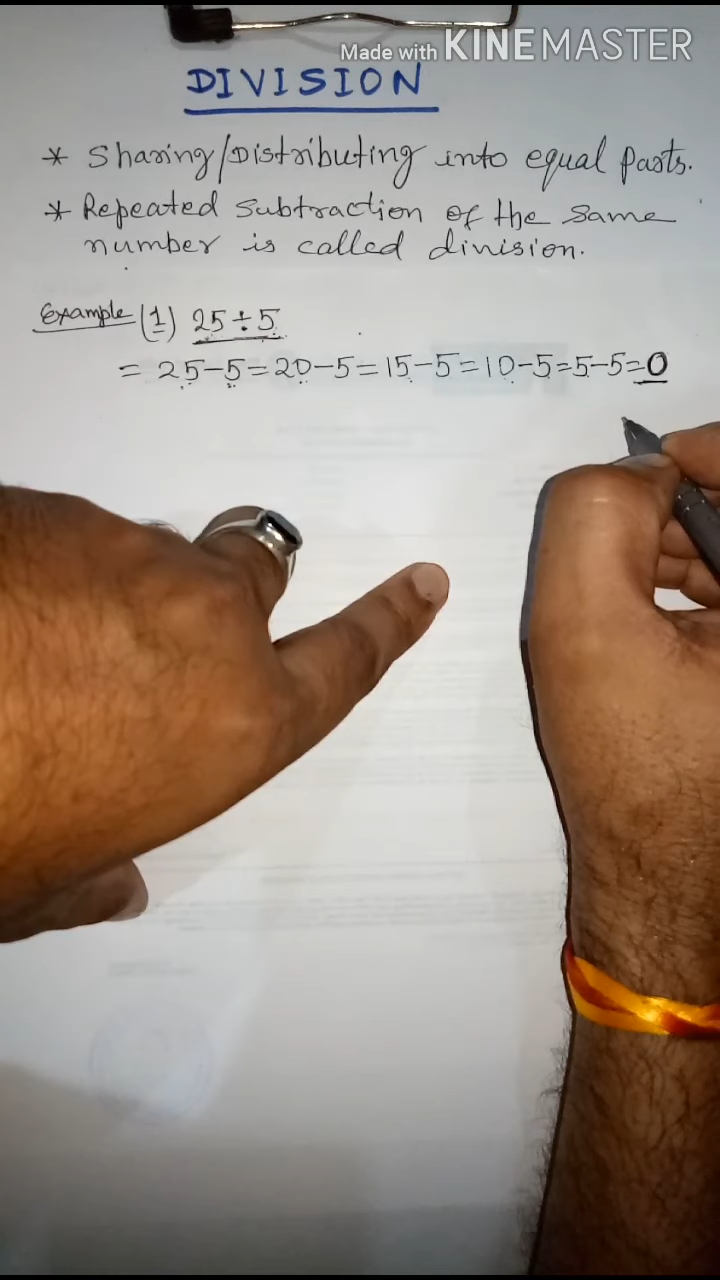 Made with KINEMASTER
DIVISION
* Sharing/Distributing into equal Parts.
* Repeated subtraction of the same
number is called division.
Example (1) 25÷5
= 25-5=20-5=15-5=10-5=5-5=0